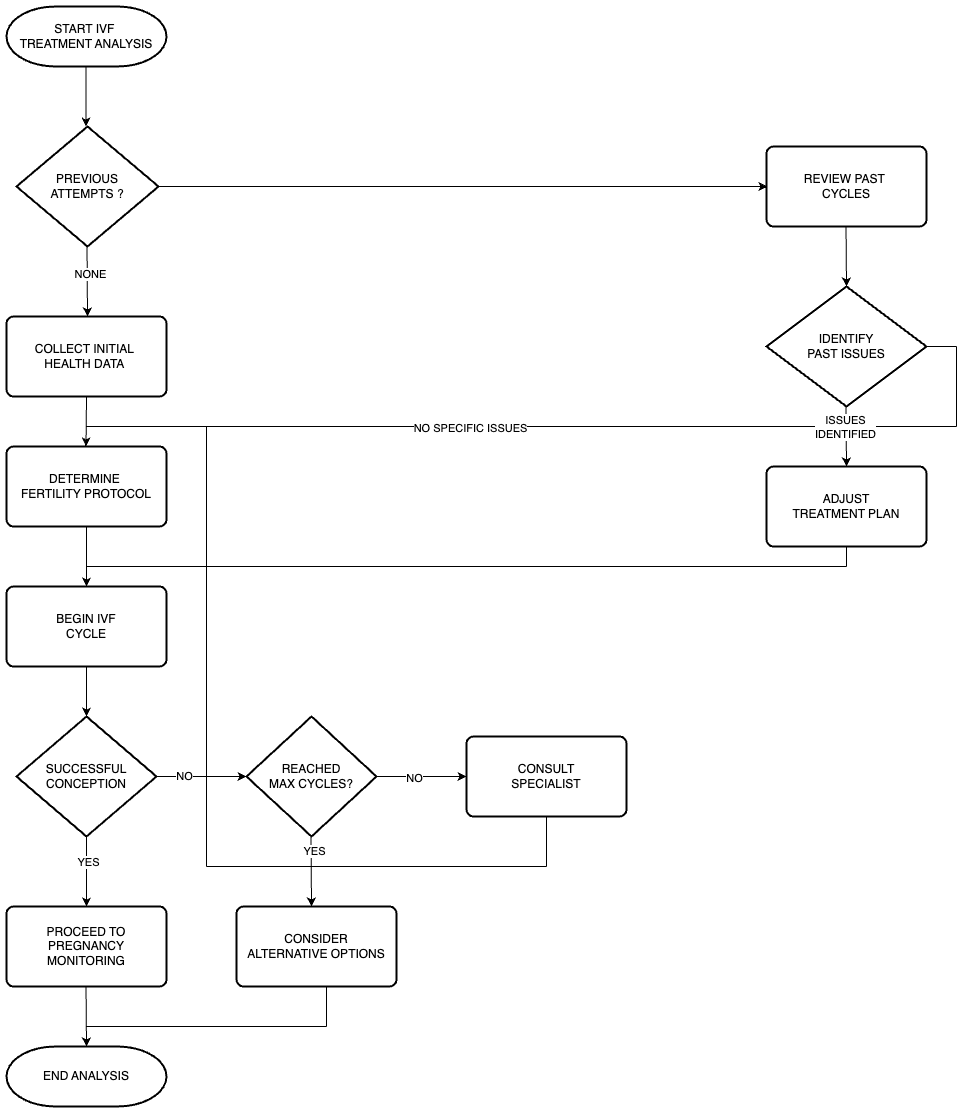 START IVF
TREATMENT ANALYSIS
PREVIOUS
ATTEMPTS ?
REVIEW PAST
CYCLES
NONE
COLLECT INITIAL
HEALTH DATA
IDENTIFY
PAST ISSUES
NO SPECIFIC ISSUES
ISSUES
IDENTIFIED
DETERMINE
FERTILITY PROTOCOL
ADJUST
TREATMENT PLAN
BEGIN IVF
CYCLE
SUCCESSFUL
CONCEPTION
NO
REACHED
MAX CYCLES?
NO
CONSULT
SPECIALIST
YES
YES
PROCEED TO
PREGNANCY
MONITORING
CONSIDER
ALTERNATIVE OPTIONS
END ANALYSIS